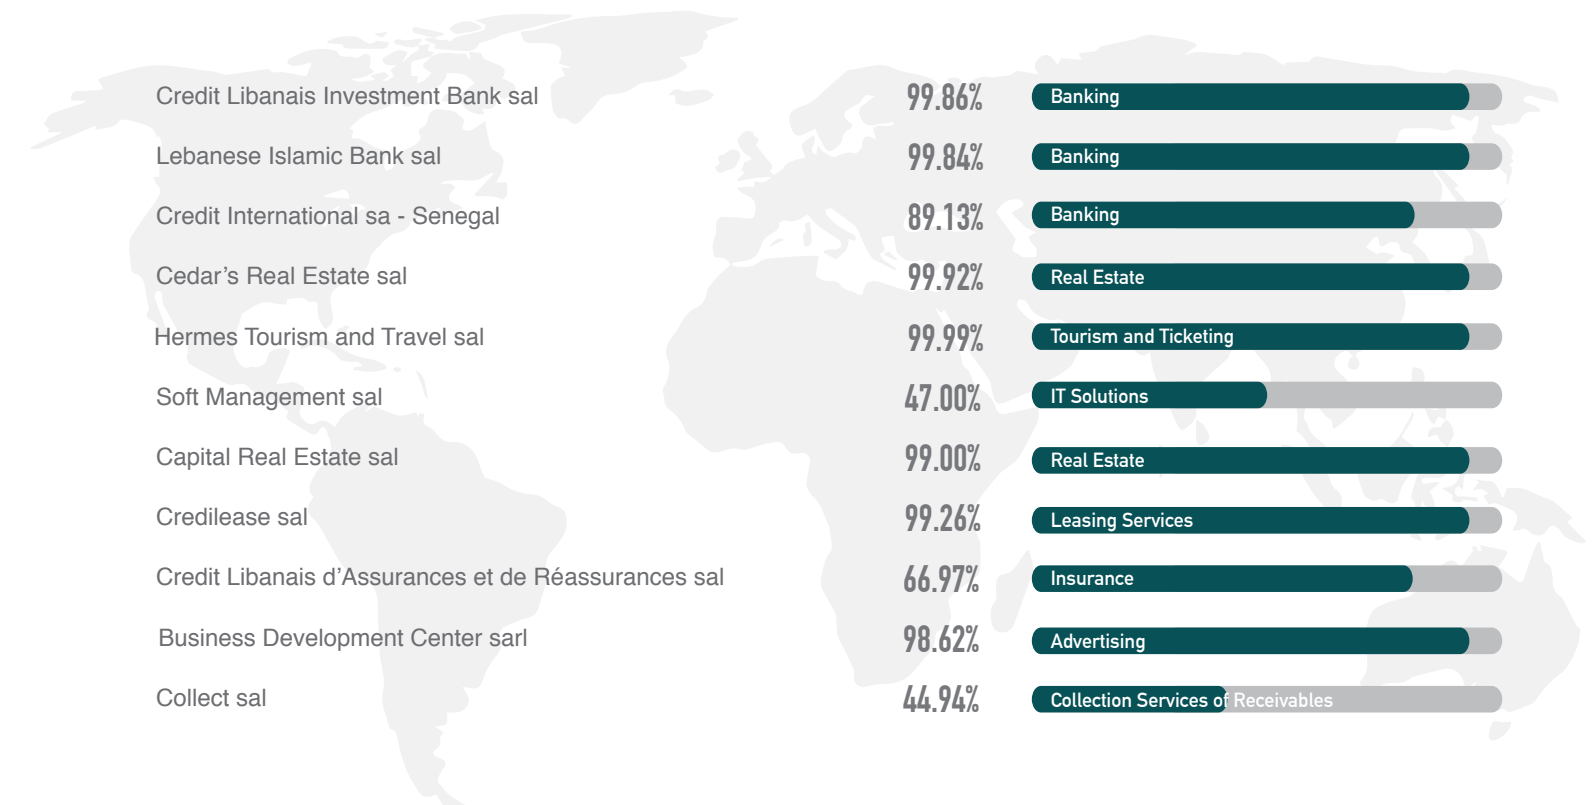 Credit Libanais Investment Bank sal 99.86% Banking
Lebanese Islamic Bank sal 99.84% Banking
Credit International sa - Senegal 89.13% Banking
Cedar’s Real Estate sal 99.92% Real Estate
Hermes Tourism and Travel sal 99.99% Tourism and Ticketing
Soft Management sal 47.00% IT Solutions
Capital Real Estate sal 99.00% Real Estate
Credilease sal 99.26% Leasing Services
Credit Libanais d’Assurances et de Réassurances sal 66.97% Insurance
Business Development Center sarl 98.62% Advertising
Collect sal 44.94% Collection Services of Receivables